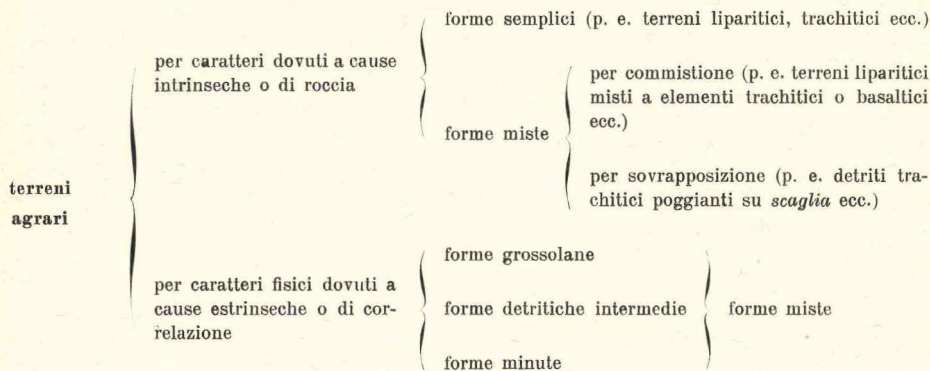 terreni
agrari
per caratteri dovuti a cause
intrinseche o di roccia
forme semplici (p. e. terreni liparitici, trachitici ecc.)
forme miste
per commistione (p. e. terreni liparitici
misti a elementi trachitici o basaltici
ecc.)
per sovrapposizione (p. e. detriti tra-
chitici poggianti su scaglia ecc.)
per caratteri fisici dovuti a
cause estrinseche o di cor-
relazione
forme grossolane
forme detritiche intermedie
forme minute
forme miste